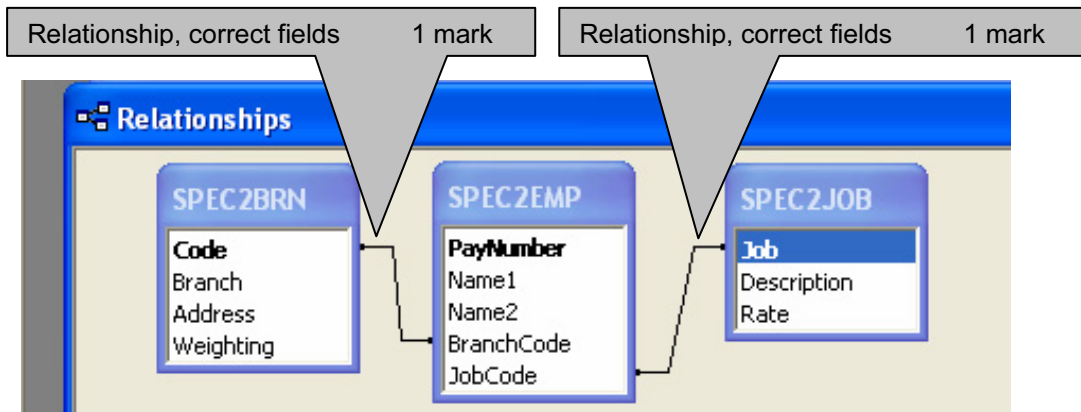 Relationship, correct fields 1 mark
Relationship, correct fields 1 mark
Relationships
SPEC2BRN
Code
Branch
Address
Weighting
SPEC2EMP
PayNumber
Name1
Name2
BranchCode
JobCode
SPEC2JOB
Job
Description
Rate